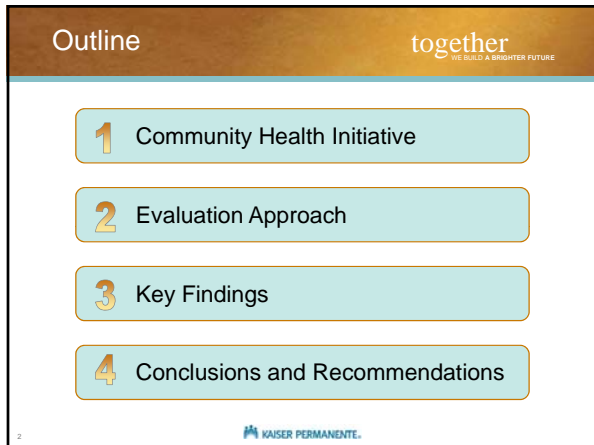 Outline
together
WE BUILD A BRIGHTER FUTURE
1 Community Health Initiative
2 Evaluation Approach
3 Key Findings
4 Conclusions and Recommendations
2
KAISER PERMANENTE.